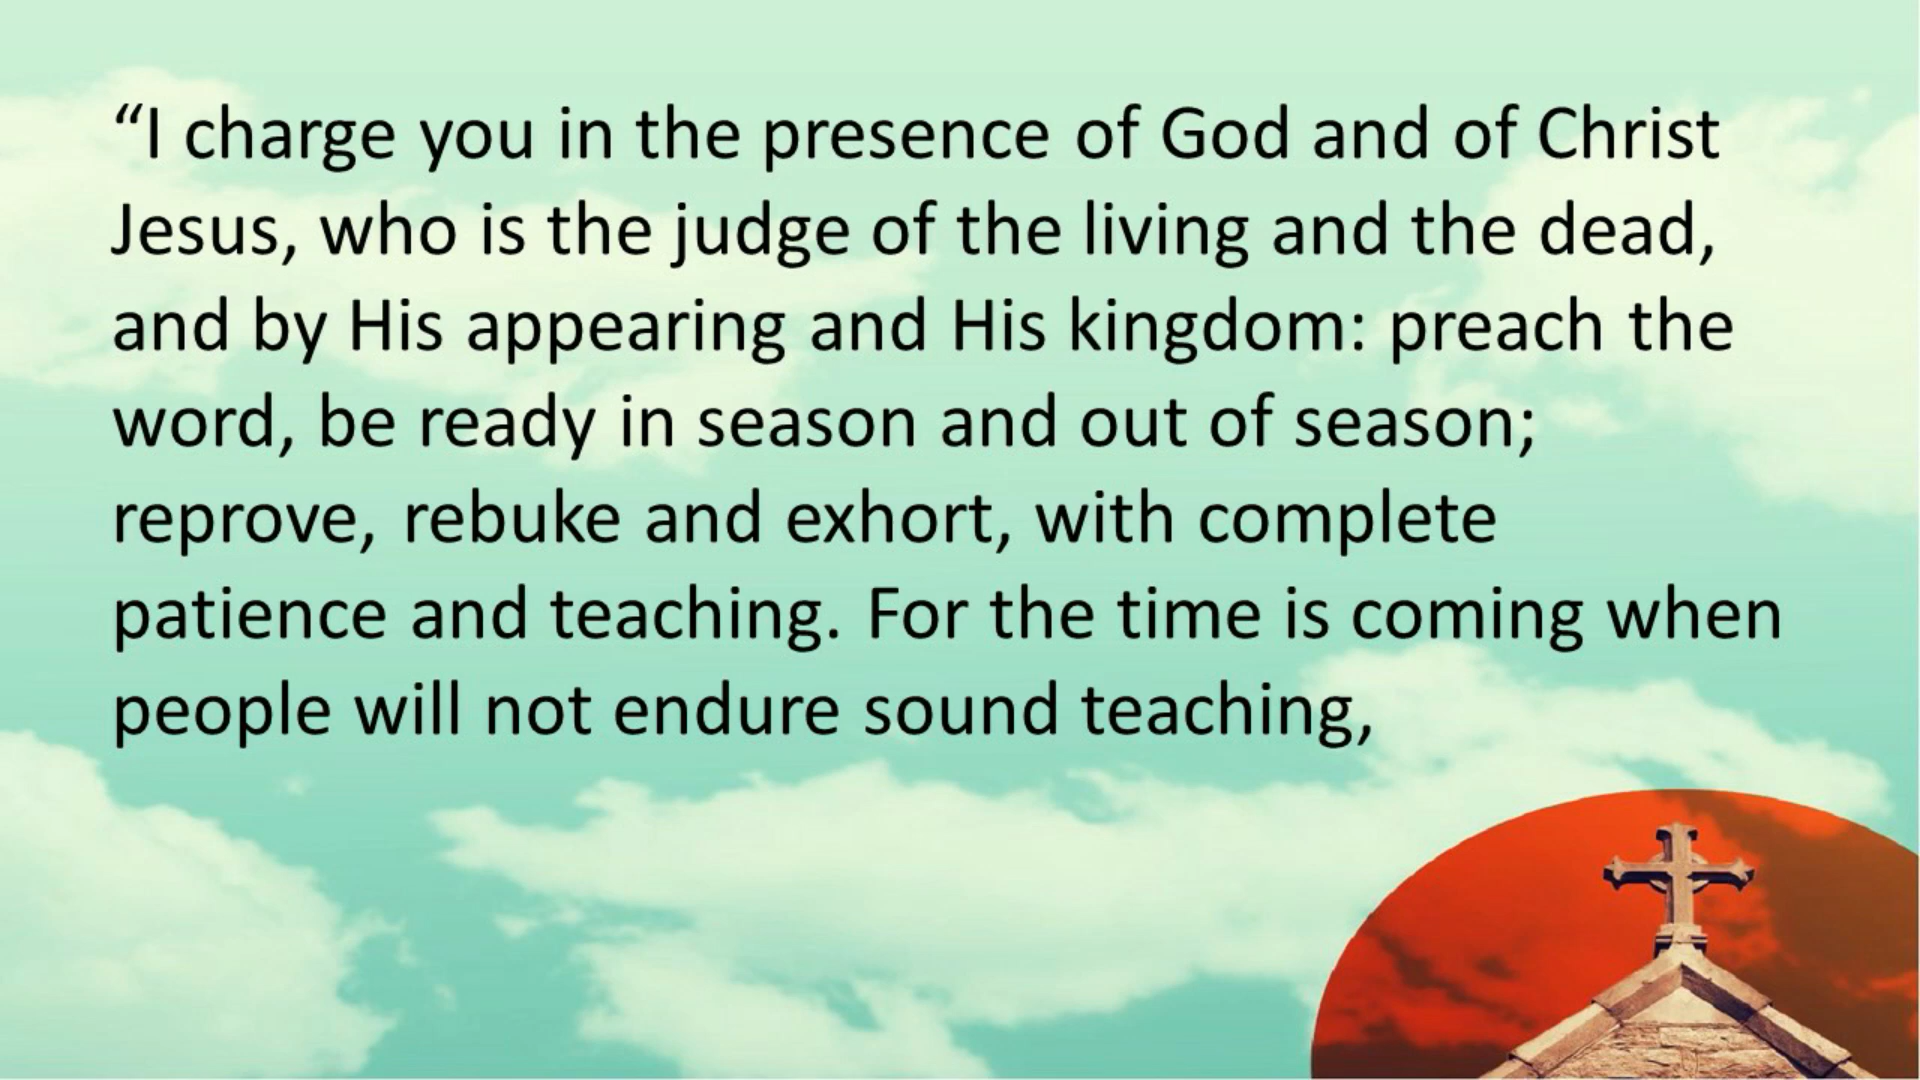 “I charge you in the presence of God and of Christ
Jesus, who is the judge of the living and the dead,
and by His appearing and His kingdom: preach the
word, be ready in season and out of season;
reprove, rebuke and exhort, with complete
patience and teaching. For the time is coming when
people will not endure sound teaching,